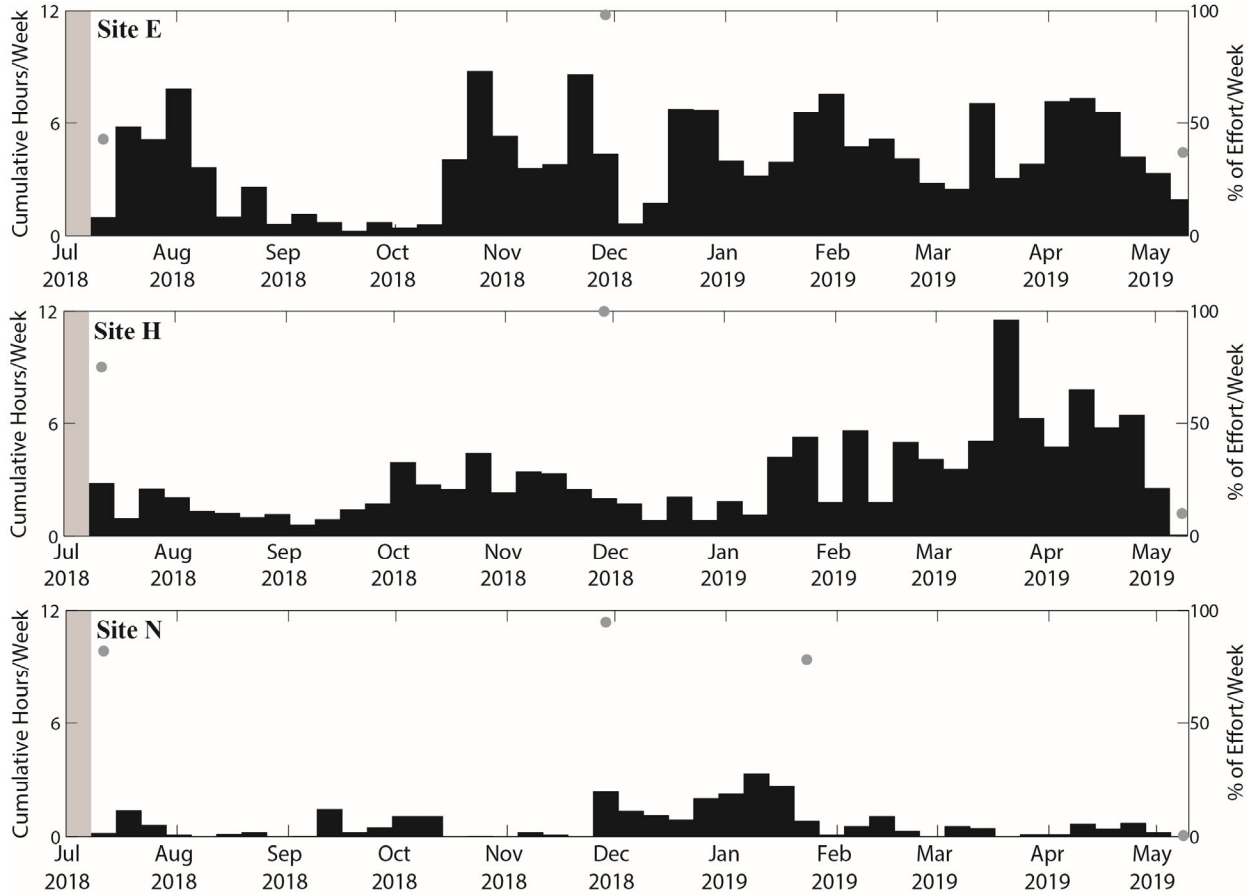 Site E
Cumulative Hours/Week
12
6
0
100
50
0
% of Effort/Week
Jul Aug Sep Oct Nov Dec Jan Feb Mar Apr May
2018 2018 2018 2018 2018 2018 2019 2019 2019 2019 2019
Site H
Cumulative Hours/Week
12
6
0
100
50
0
% of Effort/Week
Jul Aug Sep Oct Nov Dec Jan Feb Mar Apr May
2018 2018 2018 2018 2018 2018 2019 2019 2019 2019 2019
Site N
Cumulative Hours/Week
12
6
0
100
50
0
% of Effort/Week
Jul Aug Sep Oct Nov Dec Jan Feb Mar Apr May
2018 2018 2018 2018 2018 2018 2019 2019 2019 2019 2019